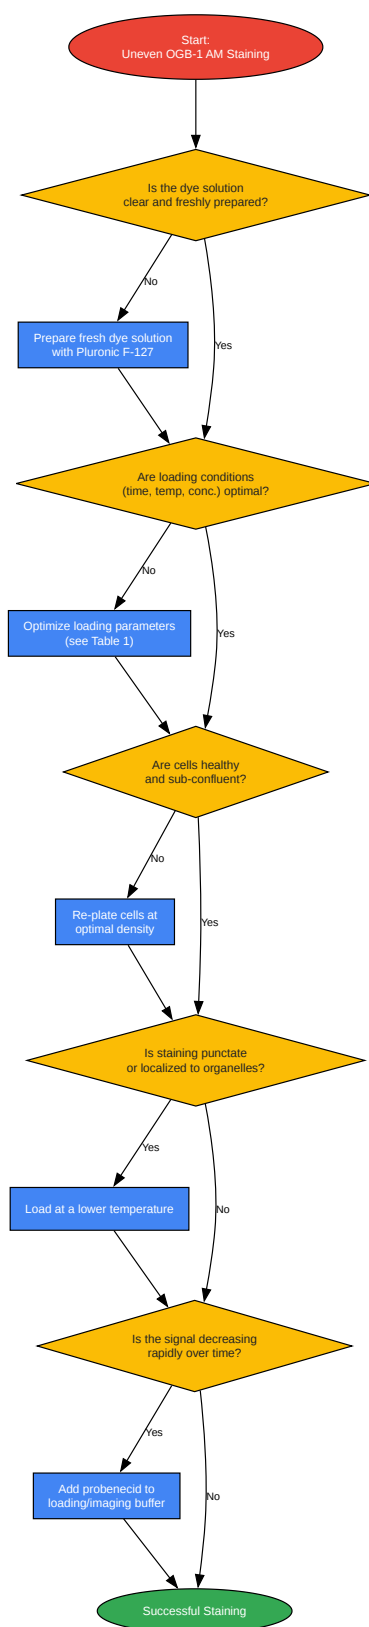 Start:
Uneven OGB-1 AM Staining
Is the dye solution
clear and freshly prepared?
No
Yes
Prepare fresh dye solution
with Pluronic F-127
Are loading conditions
(time, temp, conc.) optimal?
No
Yes
Optimize loading parameters
(see Table 1)
Are cells healthy
and sub-confluent?
No
Yes
Re-plate cells at
optimal density
Is staining punctate
or localized to organelles?
Yes
No
Load at a lower temperature
Is the signal decreasing
rapidly over time?
Yes
No
Add probenecid to
loading/imaging buffer
Successful Staining